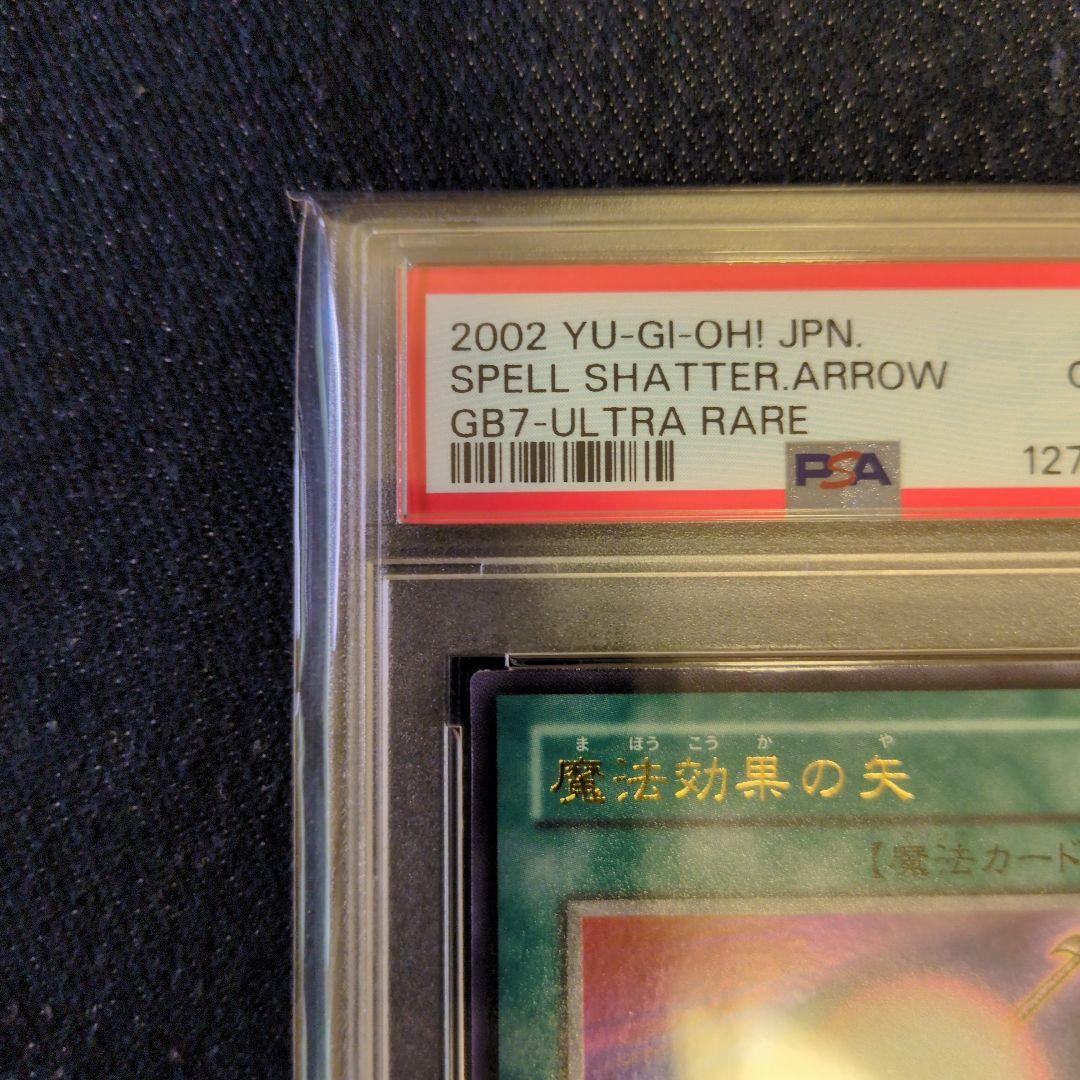 2002 YU-GI-OH! JPN.
SPELL SHATTER.ARROW
GB7-ULTRA RARE
PSA
127
ま ほう こう か や
魔法効果の矢
【魔法カード